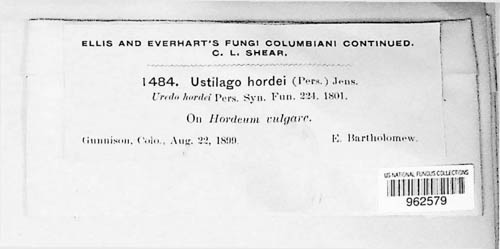 ELLIS AND EVERHART'S FUNGI COLUMBIANI CONTINUED.
C. L. SHEAR.
1484. Ustilago hordei (Pers.) Jens.
Uredo hordei Pers. Syn. Fun. 224. 1801.
On Hordeum vulgare.
Gunnison, Colo., Aug. 22, 1899. E. Bartholomew.
US NATIONAL FUNGUS COLLECTIONS
962579